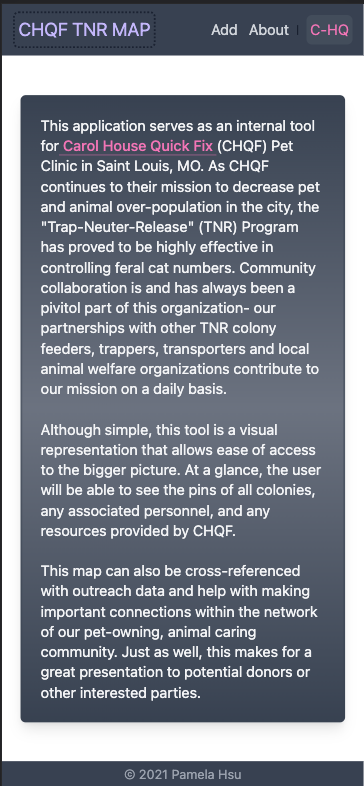 CHQF TNR MAP
Add About | C-HQ
This application serves as an internal tool
for Carol House Quick Fix (CHQF) Pet
Clinic in Saint Louis, MO. As CHQF
continues to their mission to decrease pet
and animal over-population in the city, the
"Trap-Neuter-Release" (TNR) Program
has proved to be highly effective in
controlling feral cat numbers. Community
collaboration is and has always been a
pivitol part of this organization- our
partnerships with other TNR colony
feeders, trappers, transporters and local
animal welfare organizations contribute to
our mission on a daily basis.
Although simple, this tool is a visual
representation that allows ease of access
to the bigger picture. At a glance, the user
will be able to see the pins of all colonies,
any associated personnel, and any
resources provided by CHQF.
This map can also be cross-referenced
with outreach data and help with making
important connections within the network
of our pet-owning, animal caring
community. Just as well, this makes for a
great presentation to potential donors or
other interested parties.
© 2021 Pamela Hsu